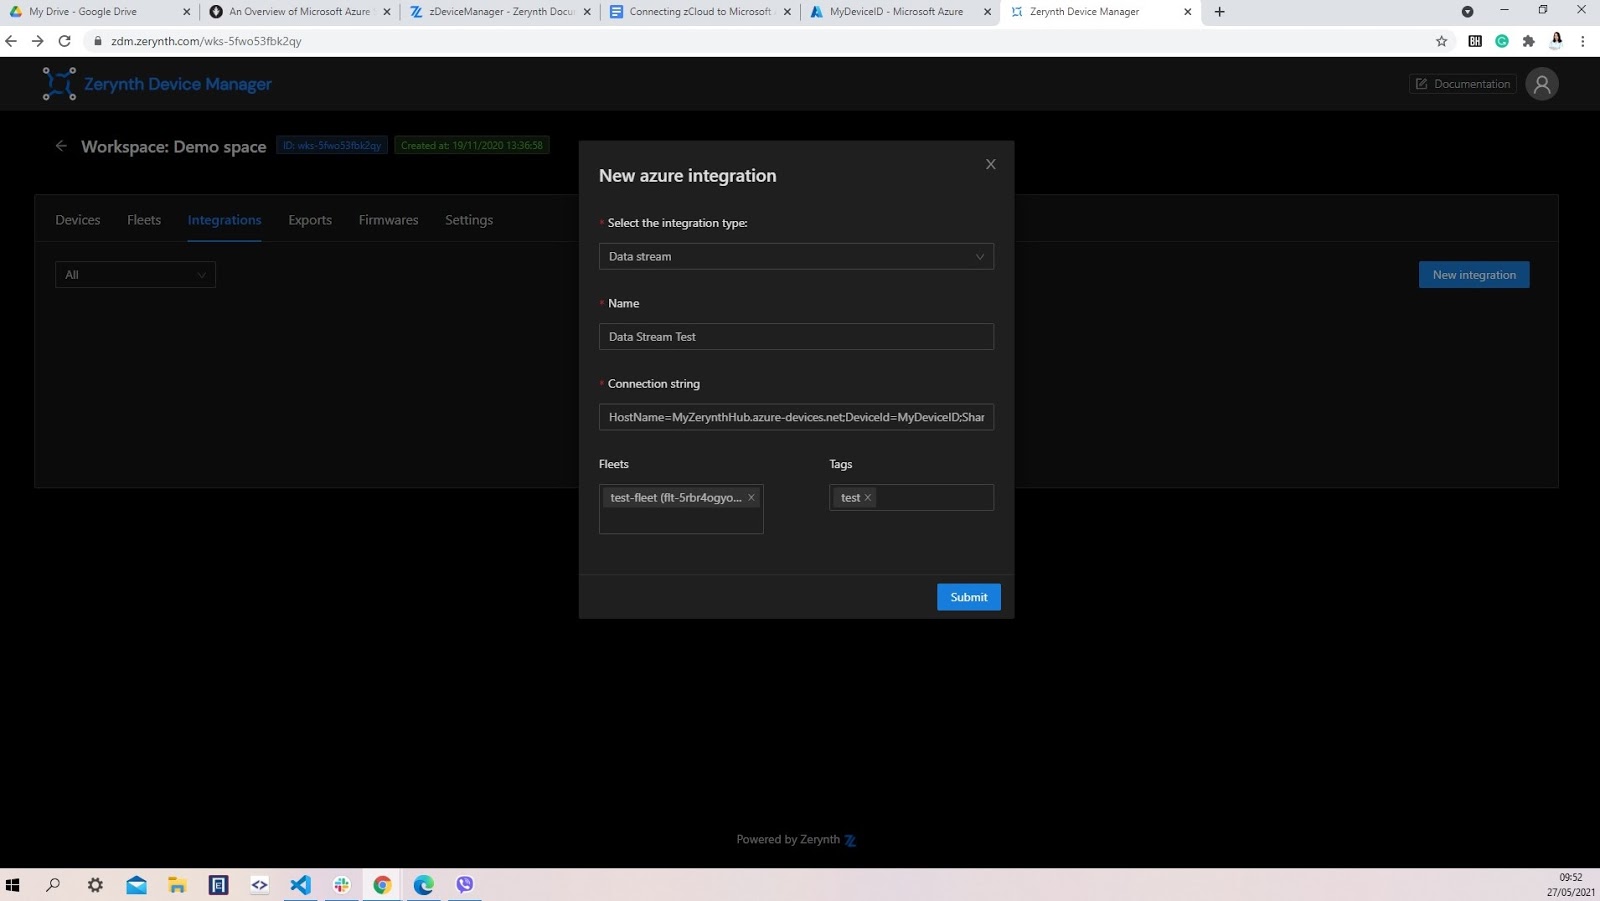 My Drive - Google Drive
An Overview of Microsoft Azure
zDeviceManager - Zerynth Docu
Connecting zCloud to Microsoft
MyDeviceID - Microsoft Azure
Zerynth Device Manager
zdm.zerynth.com/wks-5fwo53fbk2qy
BH
Zerynth Device Manager
Documentation
Workspace: Demo space
ID: wks-5fwo53fbk2qy
Created at: 19/11/2020 13:36:58
Devices
Fleets
Integrations
Exports
Firmwares
Settings
All
New integration
New azure integration
* Select the integration type:
Data stream
* Name
Data Stream Test
* Connection string
HostName=MyZerynthHub.azure-devices.net;DeviceId=MyDeviceID;Shar
Fleets
Tags
test-fleet (flt-5rbr4ogyo...
test
Submit
Powered by Zerynth
09:52
27/05/2021